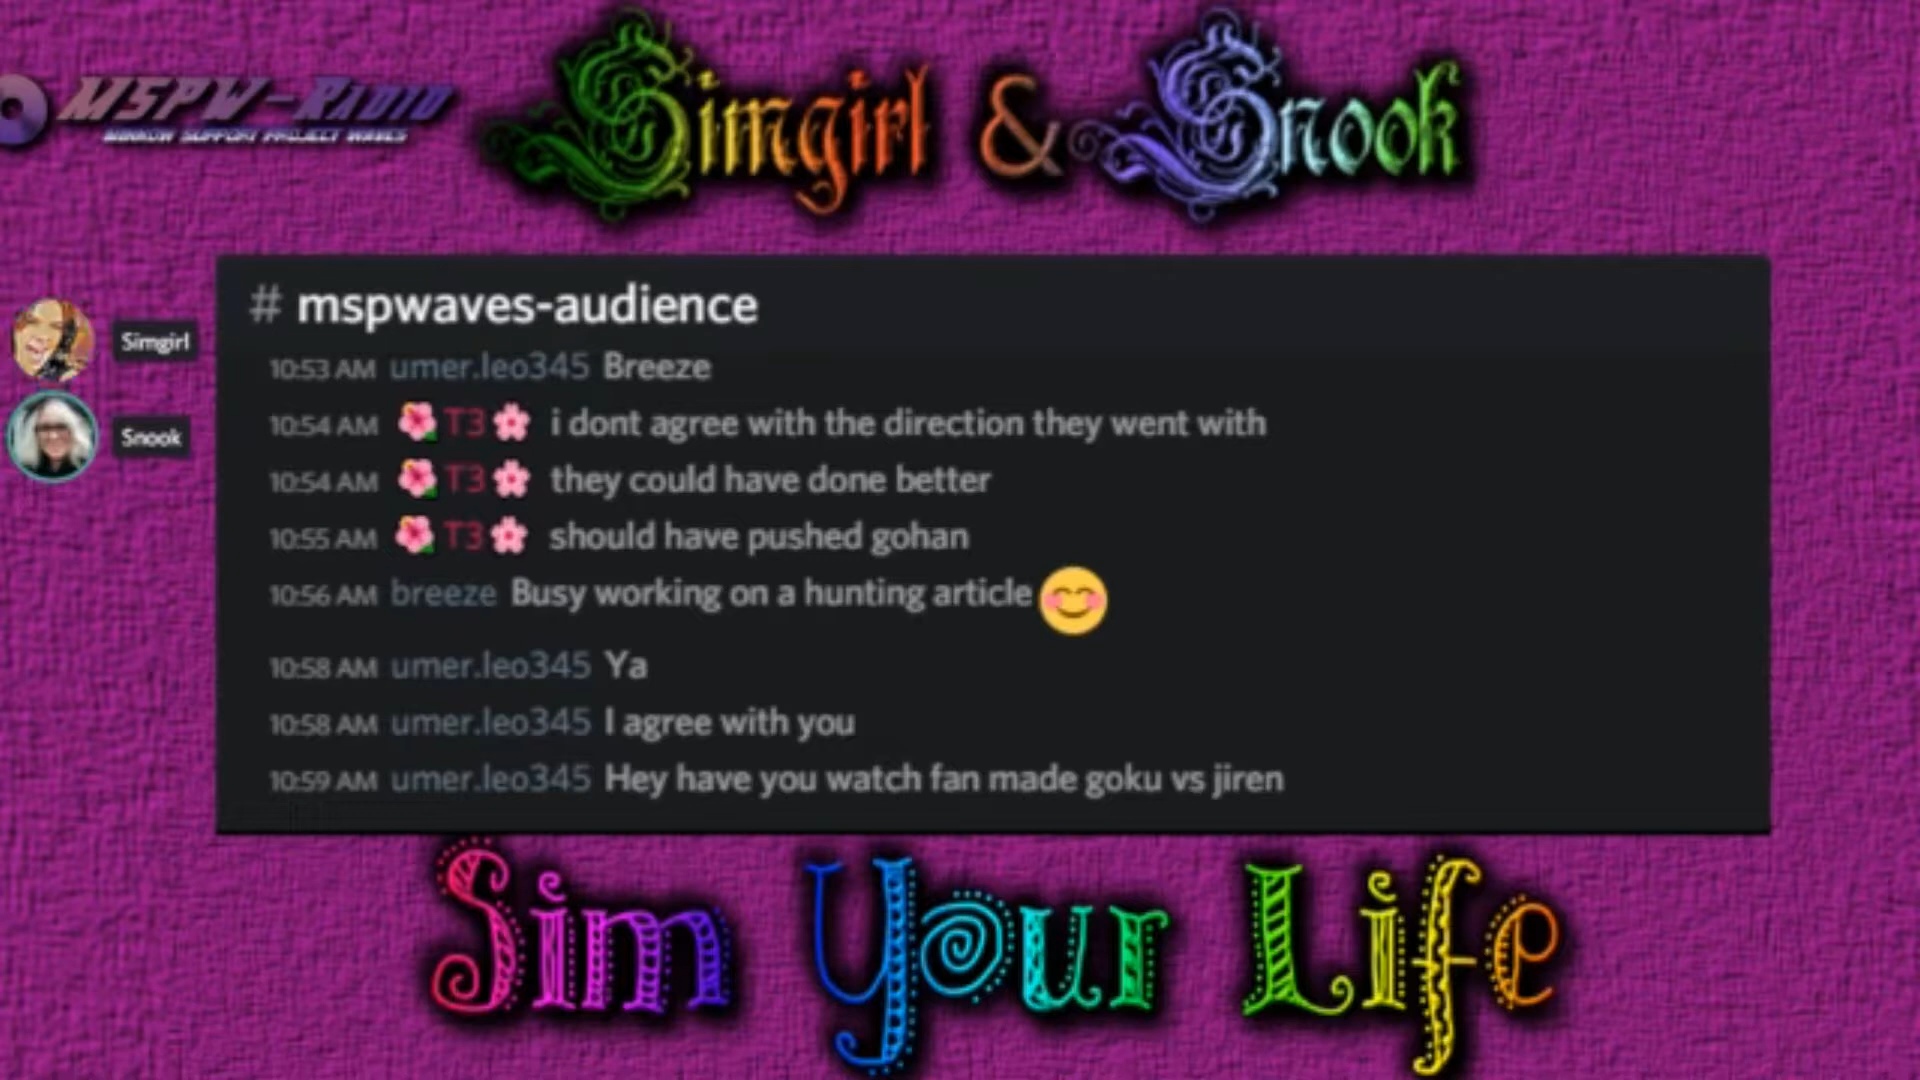 MSPW-Radio
MINNOW SUPPORT PROJECT WAVES
Simgirl & Snook
# mspwaves-audience
Simgirl
Snook
10:53 AM umer.leo345 Breeze
10:54 AM 🌺T3🌸 i dont agree with the direction they went with
10:54 AM 🌺T3🌸 they could have done better
10:55 AM 🌺T3🌸 should have pushed gohan
10:56 AM breeze Busy working on a hunting article 😊
10:58 AM umer.leo345 Ya
10:58 AM umer.leo345 I agree with you
10:59 AM umer.leo345 Hey have you watch fan made goku vs jiren
Sim Your Life